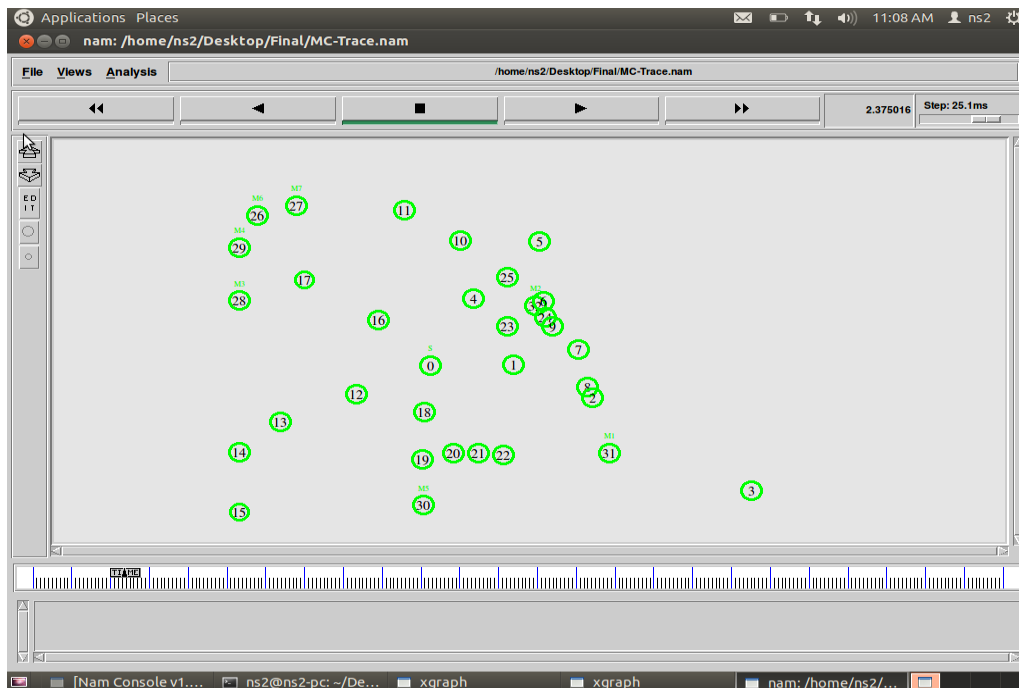 Applications Places 11:08 AM ns2
nam: /home/ns2/Desktop/Final/MC-Trace.nam
File Views Analysis /home/ns2/Desktop/Final/MC-Trace.nam
2.375016 Step: 25.1ms
E D
I T
M7
M6
27
11
26
M4
10
5
29
25
17
M3
M2
4
6
28
32
24
16
23
9
7
S
0
1
8
12
2
18
13
M1
14
20
21
22
31
19
3
M5
30
15
TIME
[Nam Console v1.... ns2@ns2-pc: ~/De... xgraph xgraph nam: /home/ns2/...